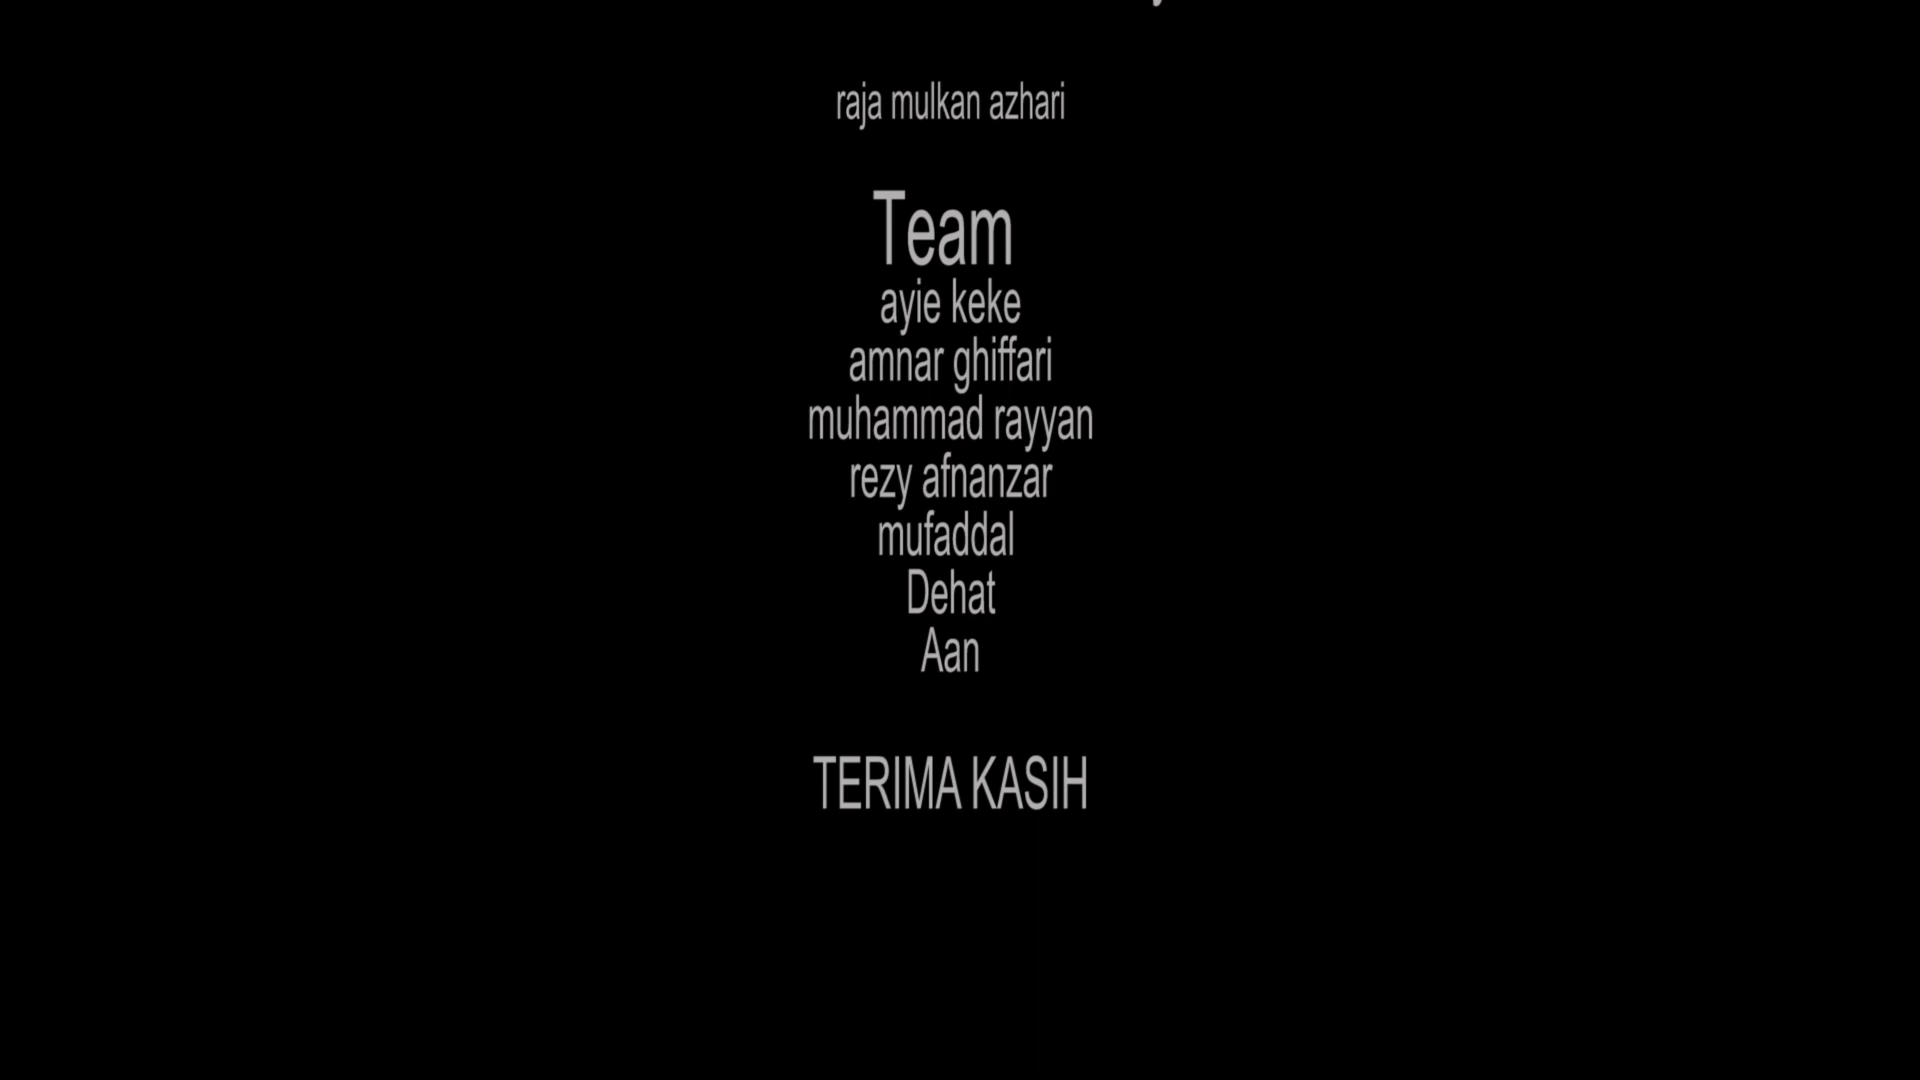 raja mulkan azhari
Team
ayie keke
amnar ghiffari
muhammad rayyan
rezy afnanzar
mufaddal
Dehat
Aan
TERIMA KASIH